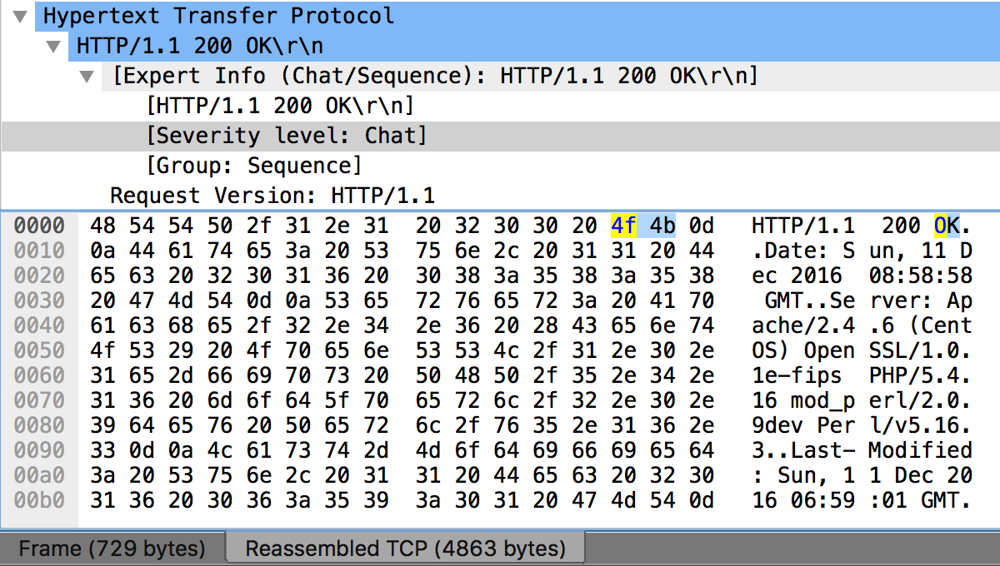 Hypertext Transfer Protocol
HTTP/1.1 200 OK\r\n
[Expert Info (Chat/Sequence): HTTP/1.1 200 OK\r\n]
[HTTP/1.1 200 OK\r\n]
[Severity level: Chat]
[Group: Sequence]
Request Version: HTTP/1.1
0000 48 54 54 50 2f 31 2e 31 20 32 30 30 20 4f 4b 0d HTTP/1.1 200 OK.
0010 0a 44 61 74 65 3a 20 53 75 6e 2c 20 31 31 20 44 .Date: S un, 11 D
0020 65 63 20 32 30 31 36 20 30 38 3a 35 38 3a 35 38 ec 2016 08:58:58
0030 20 47 4d 54 0d 0a 53 65 72 76 65 72 3a 20 41 70 GMT..Se rver: Ap
0040 61 63 68 65 2f 32 2e 34 2e 36 20 28 43 65 6e 74 ache/2.4 .6 (Cent
0050 4f 53 29 20 4f 70 65 6e 53 53 4c 2f 31 2e 30 2e OS) Open SSL/1.0.
0060 31 65 2d 66 69 70 73 20 50 48 50 2f 35 2e 34 2e 1e-fips PHP/5.4.
0070 31 36 20 6d 6f 64 5f 70 65 72 6c 2f 32 2e 30 2e 16 mod_p erl/2.0.
0080 39 64 65 76 20 50 65 72 6c 2f 76 35 2e 31 36 2e 9dev Per l/v5.16.
0090 33 0d 0a 4c 61 73 74 2d 4d 6f 64 69 66 69 65 64 3..Last- Modified
00a0 3a 20 53 75 6e 2c 20 31 31 20 44 65 63 20 32 30 : Sun, 1 1 Dec 20
00b0 31 36 20 30 36 3a 35 39 3a 30 31 20 47 4d 54 0d 16 06:59 :01 GMT.
Frame (729 bytes) Reassembled TCP (4863 bytes)